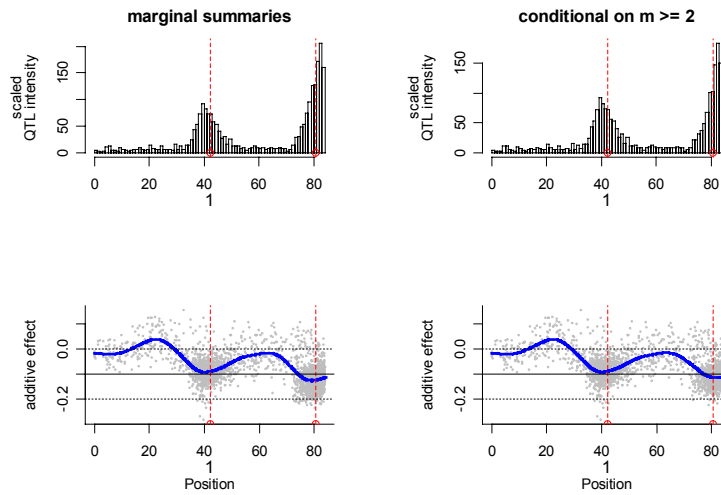 marginal summaries
conditional on m >= 2
scaled
QTL intensity
0 50 150
0 20 40 60 80
1
scaled
QTL intensity
0 50 150
0 20 40 60 80
1
additive effect
-0.2 0.0
0 20 40 60 80
1
Position
additive effect
-0.2 0.0
0 20 40 60 80
1
Position